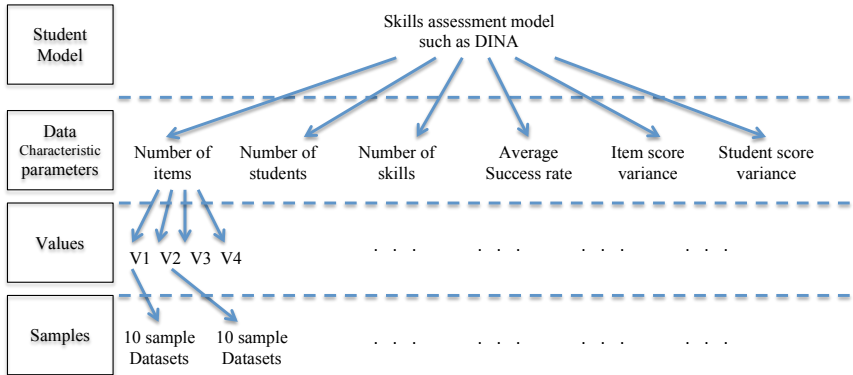 Student
Model
Skills assessment model
such as DINA
Data
Characteristic
parameters
Number of
items
Number of
students
Number of
skills
Average
Success rate
Item score
variance
Student score
variance
Values
V1 V2 V3 V4
. . . . . . . . . . . .
Samples
10 sample
Datasets
10 sample
Datasets
. . . . . . . . . . . .